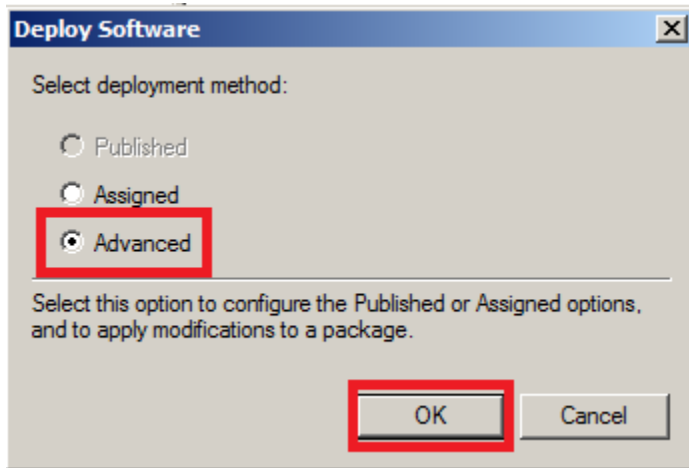 Deploy Software
Select deployment method:
Published
Assigned
Advanced
Select this option to configure the Published or Assigned options,
and to apply modifications to a package.
OK Cancel